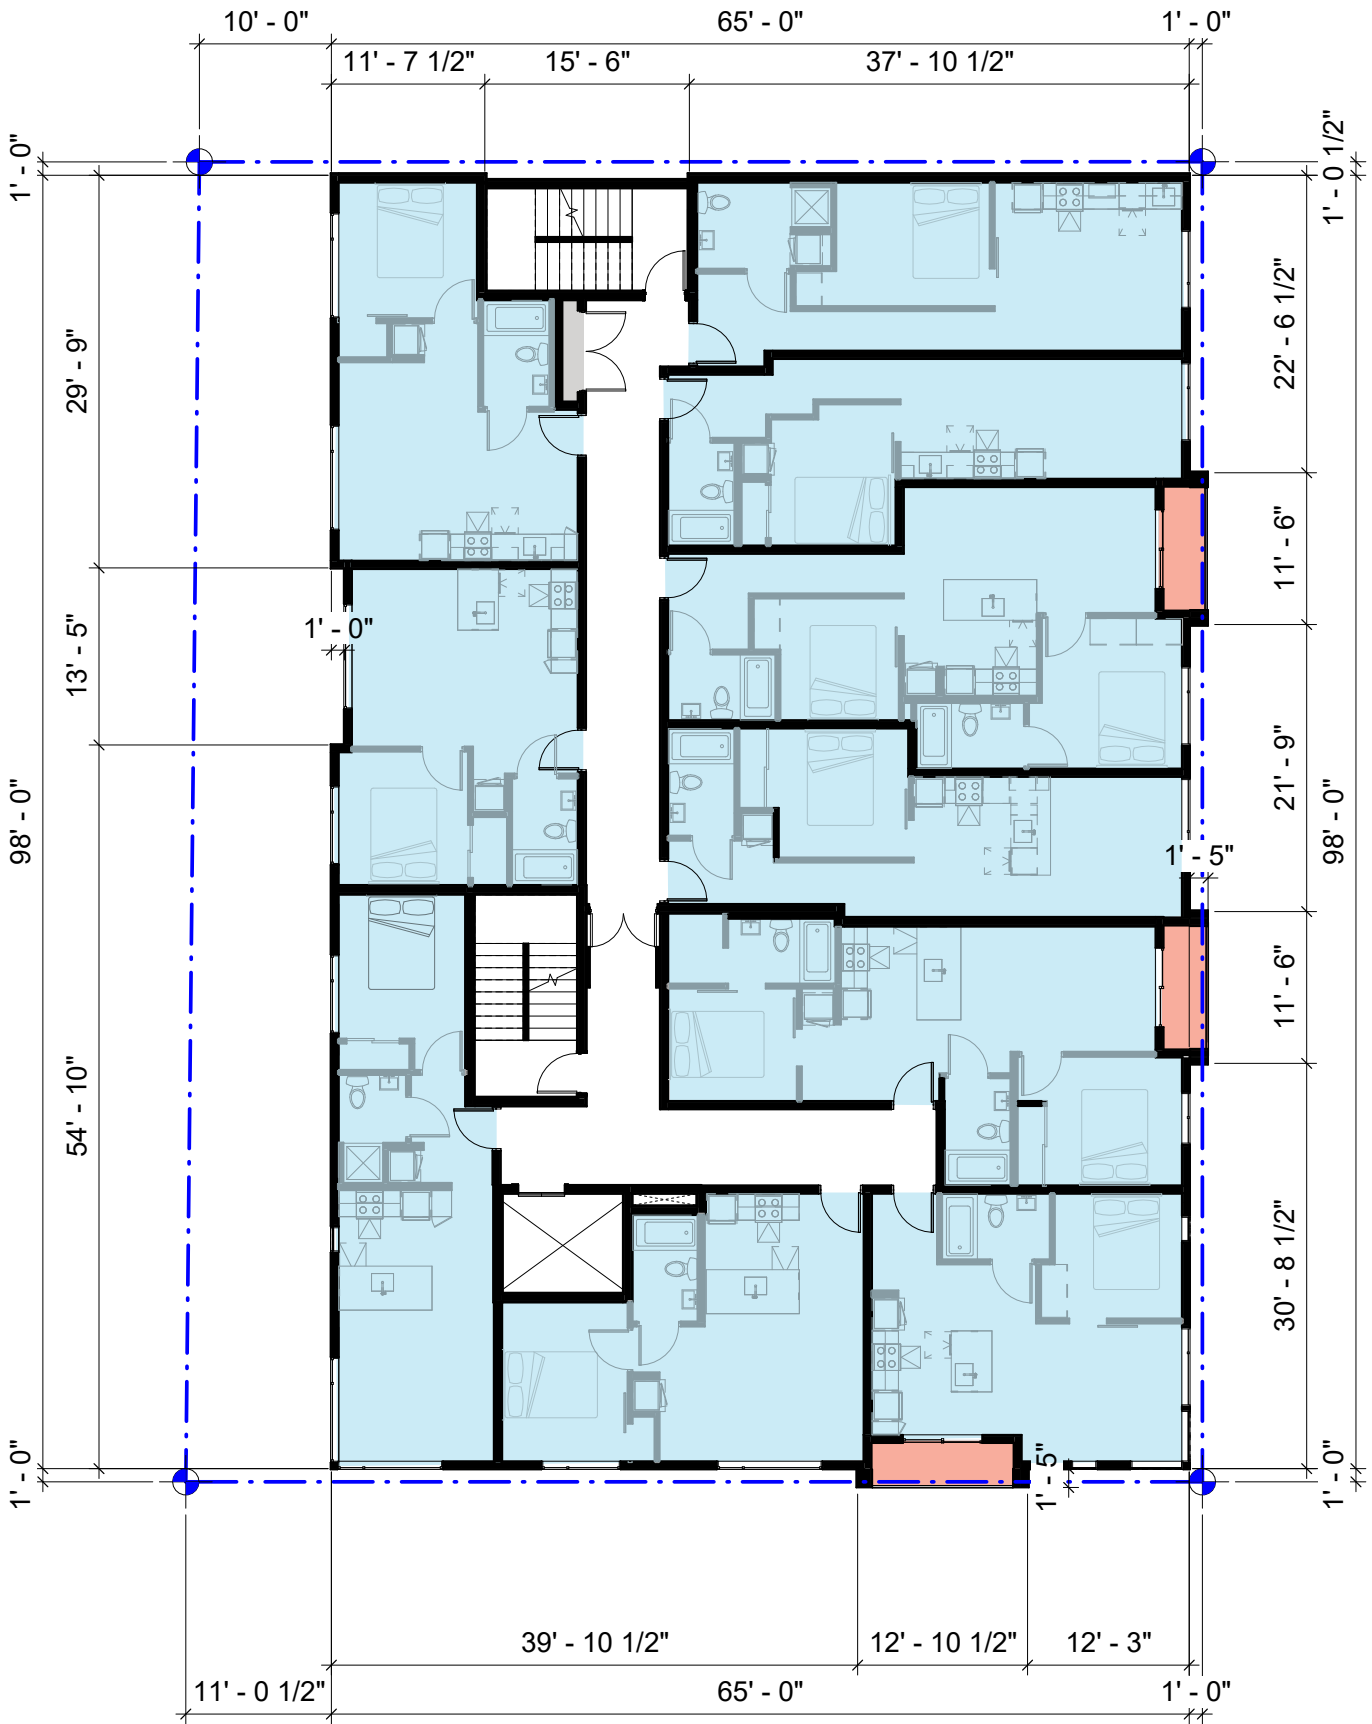 10' - 0"
65' - 0"
1' - 0"
11' - 7 1/2"
15' - 6"
37' - 10 1/2"
1' - 0"
1' - 0 1/2"
29' - 9"
22' - 6 1/2"
11' - 6"
1' - 0"
13' - 5"
21' - 9"
98' - 0"
98' - 0"
1' - 5"
11' - 6"
54' - 10"
30' - 8 1/2"
1' - 0"
1' - 5"
1' - 0"
39' - 10 1/2"
12' - 10 1/2"
12' - 3"
11' - 0 1/2"
65' - 0"
1' - 0"